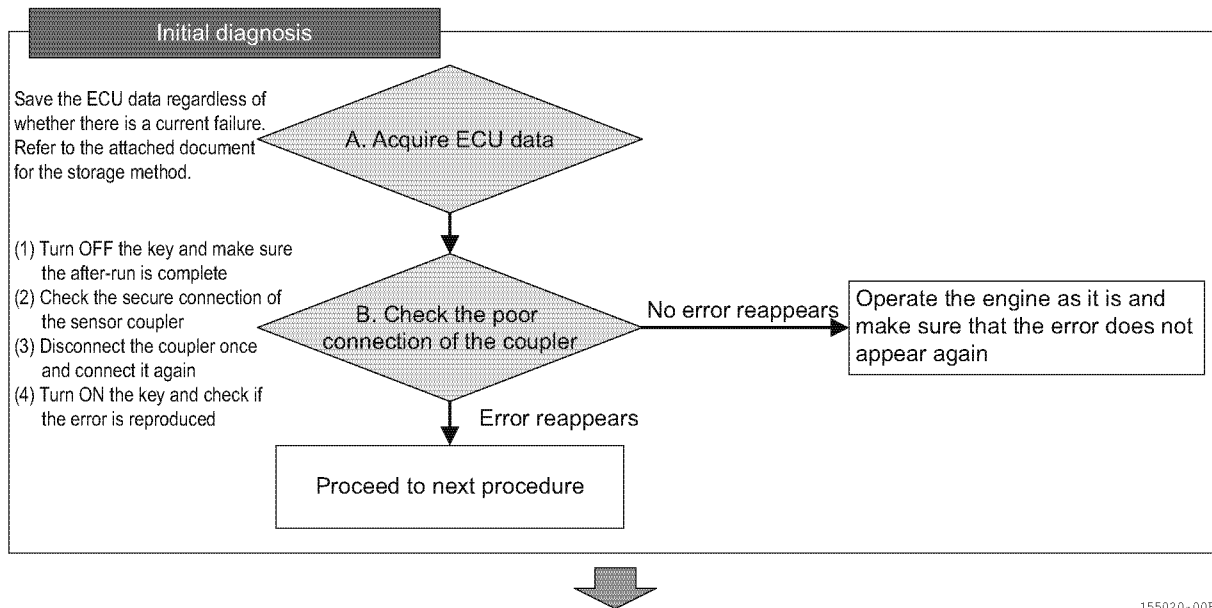 Initial diagnosis
Save the ECU data regardless of
whether there is a current failure.
Refer to the attached document
for the storage method.
A. Acquire ECU data
(1) Turn OFF the key and make sure
the after-run is complete
(2) Check the secure connection of
the sensor coupler
(3) Disconnect the coupler once
and connect it again
(4) Turn ON the key and check if
the error is reproduced
B. Check the poor
connection of the coupler
No error reappears
Operate the engine as it is and
make sure that the error does not
appear again
Error reappears
Proceed to next procedure